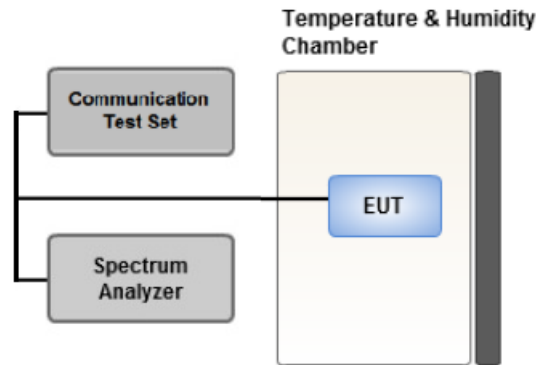 Temperature & Humidity
Chamber
Communication
Test Set
EUT
Spectrum
Analyzer